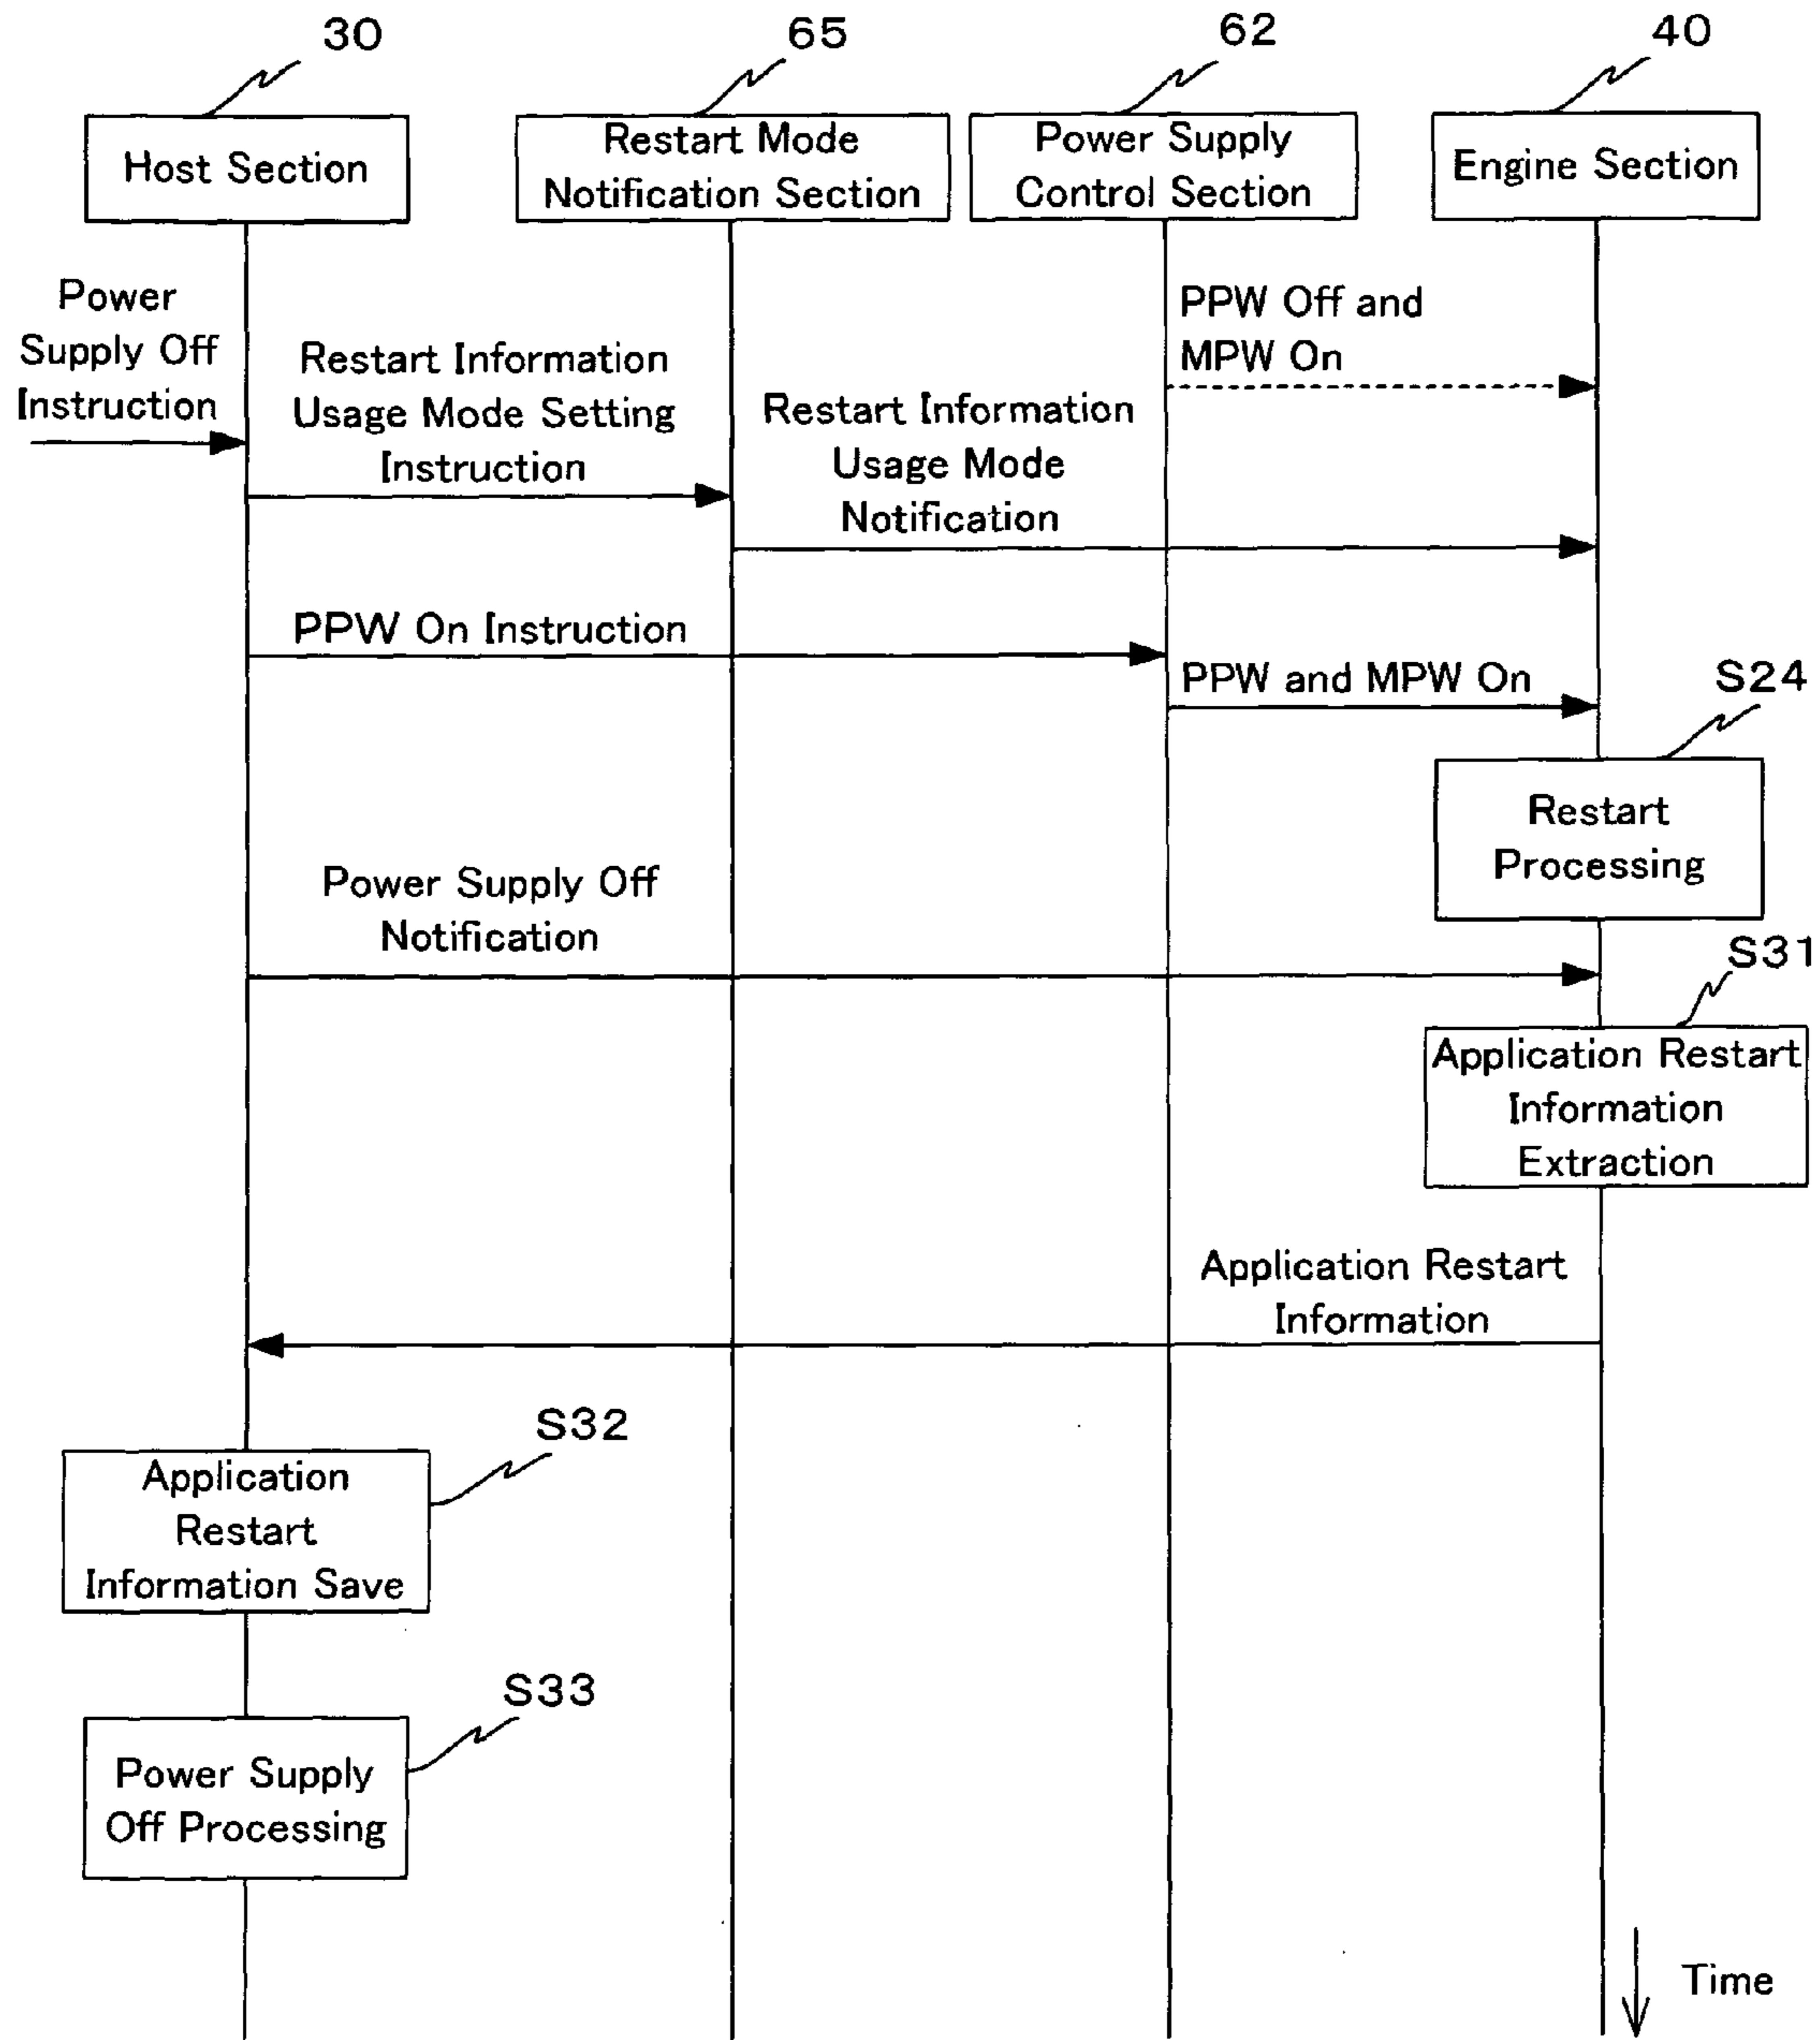 30
65
62
40
Host Section
Restart Mode
Notification Section
Power Supply
Control Section
Engine Section
Power
Supply Off
Instruction
PPW Off and
MPW On
Restart Information
Usage Mode Setting
Instruction
Restart Information
Usage Mode
Notification
PPW On Instruction
PPW and MPW On
S24
Restart
Processing
Power Supply Off
Notification
S31
Application Restart
Information
Extraction
Application Restart
Information
S32
Application
Restart
Information Save
S33
Power Supply
Off Processing
Time